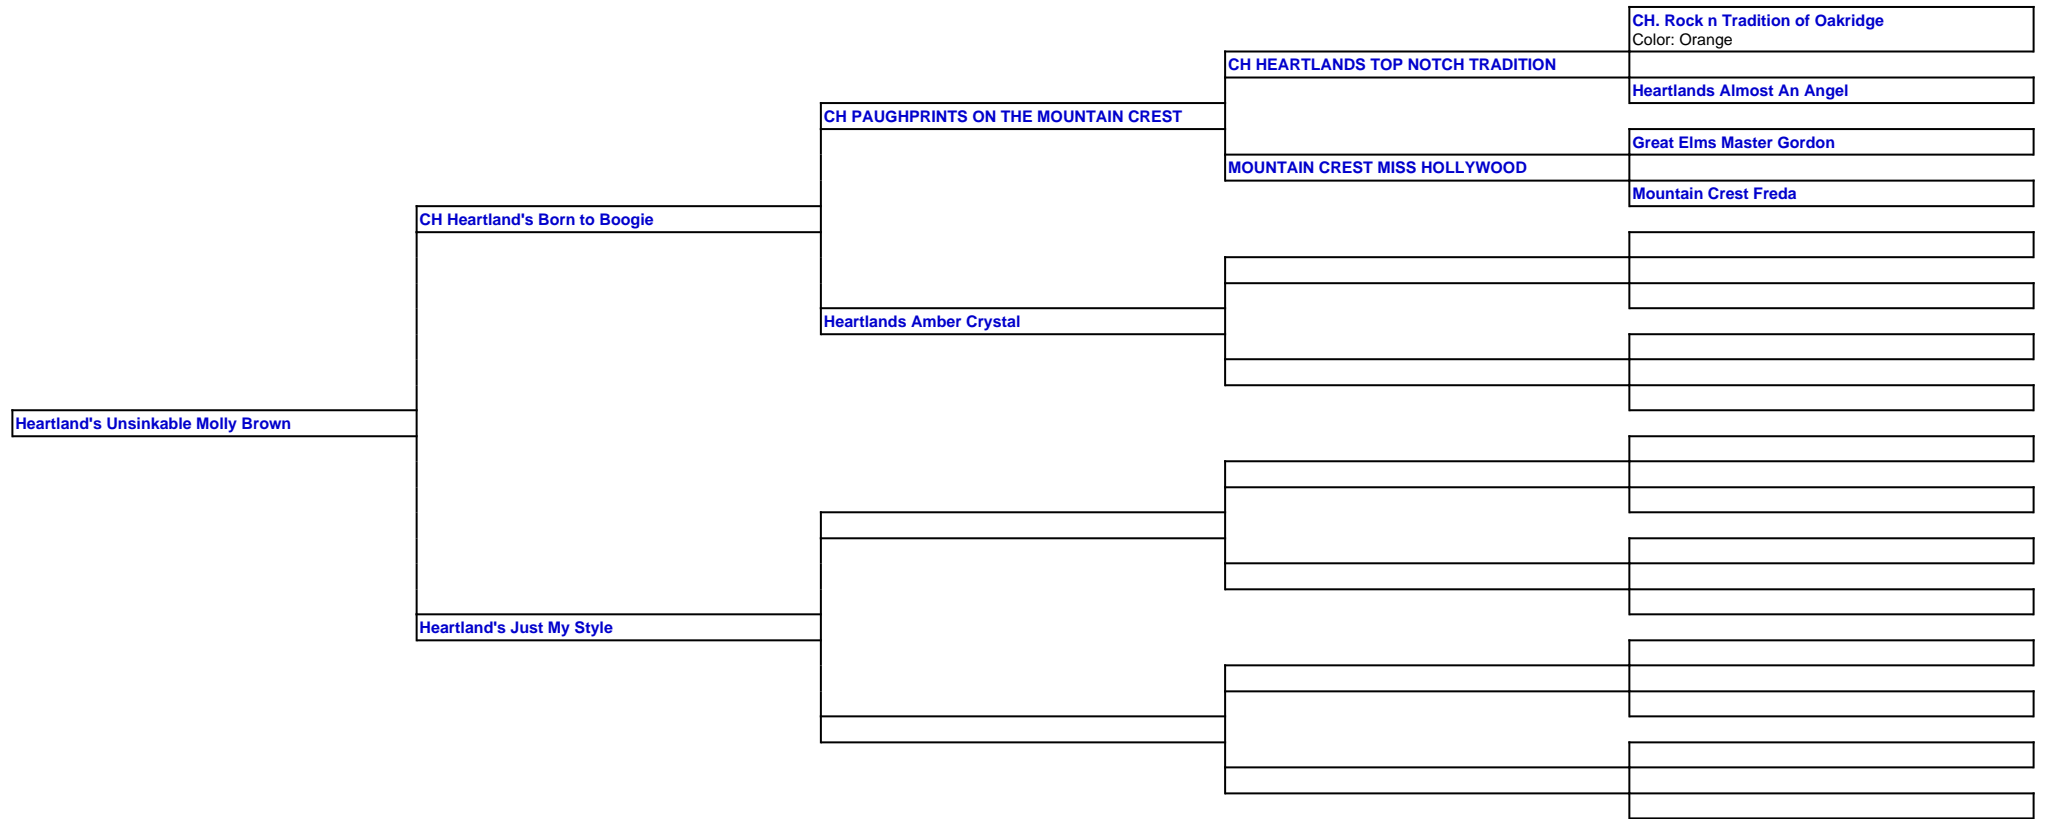 CH. Rock n Tradition of Oakridge
Color: Orange
CH HEARTLANDS TOP NOTCH TRADITION
Heartlands Almost An Angel
CH PAUGHPRINTS ON THE MOUNTAIN CREST
Great Elms Master Gordon
MOUNTAIN CREST MISS HOLLYWOOD
Mountain Crest Freda
CH Heartland's Born to Boogie
Heartlands Amber Crystal
Heartland's Unsinkable Molly Brown
Heartland's Just My Style